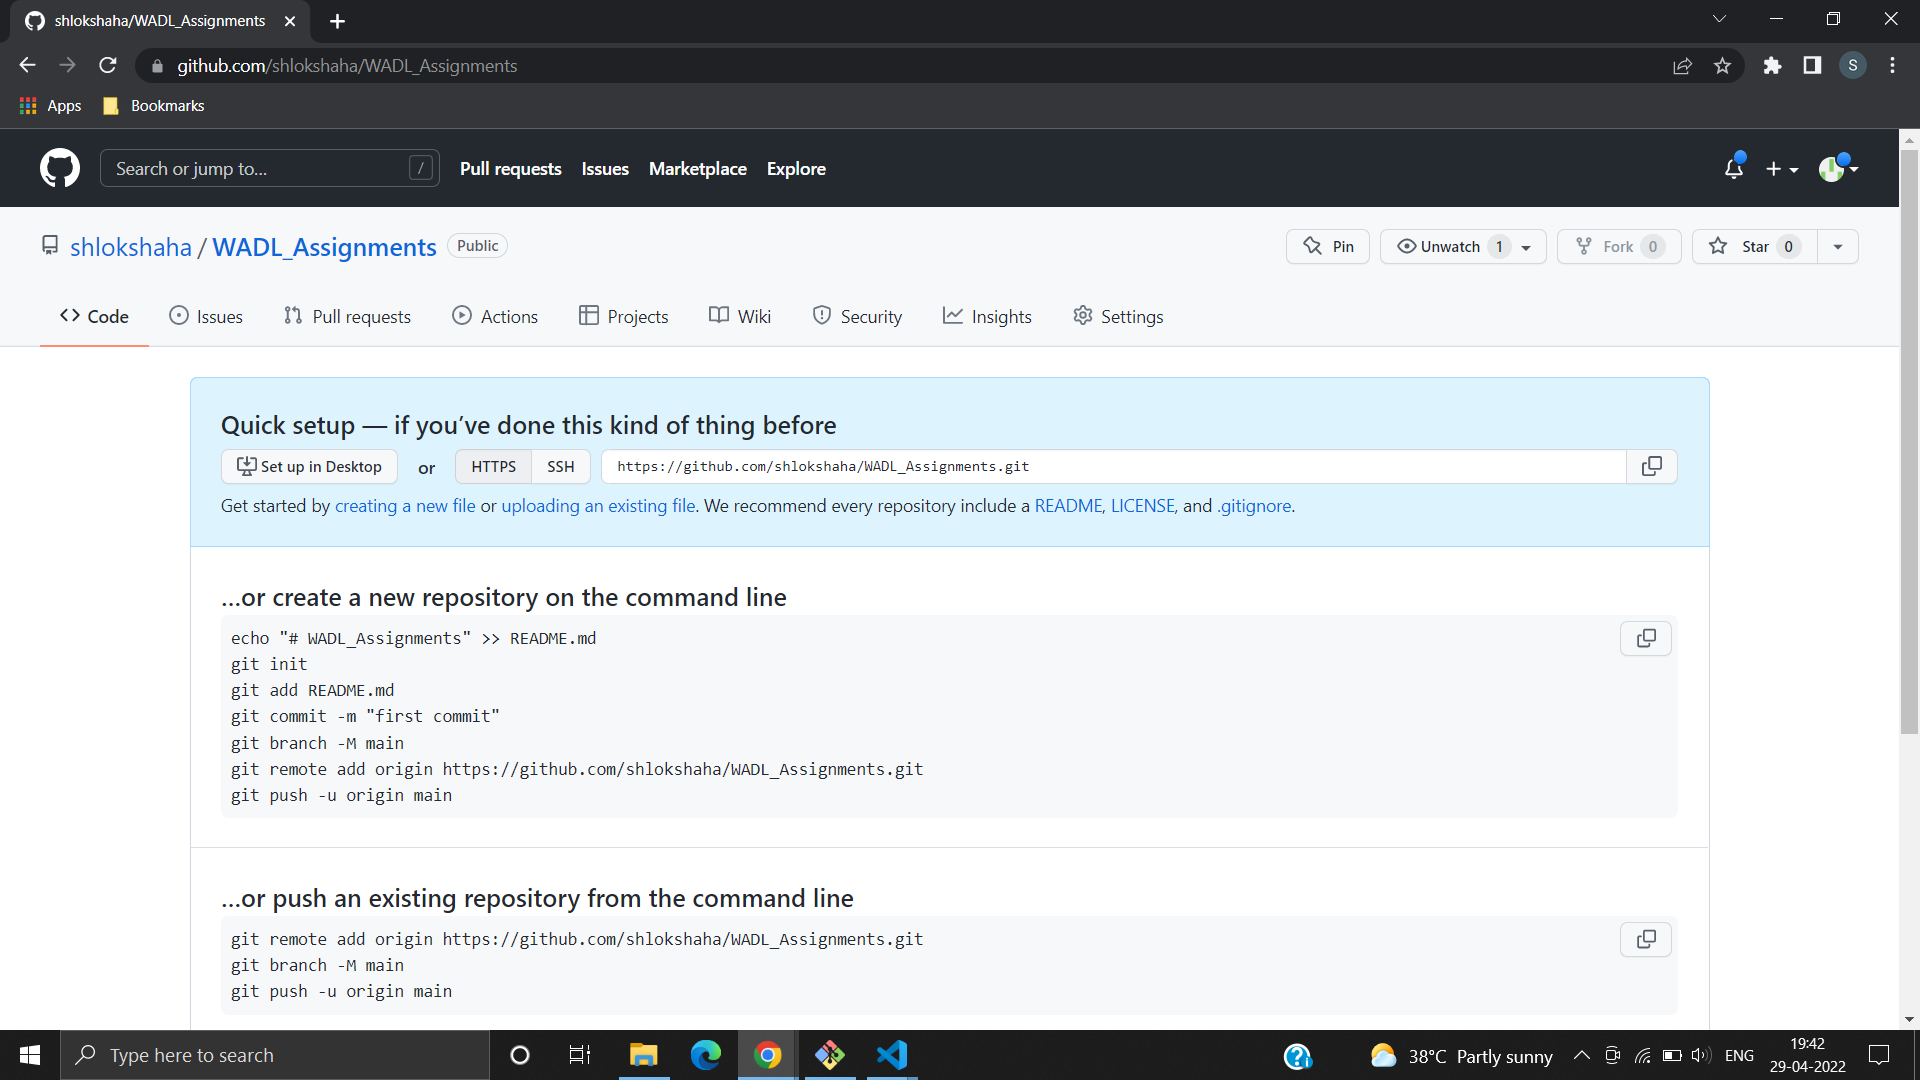 shlokshaha/WADL_Assignments
github.com/shlokshaha/WADL_Assignments
S
Apps
Bookmarks
Search or jump to...
/
Pull requests
Issues
Marketplace
Explore
shlokshaha / WADL_Assignments
Public
Pin
Unwatch 1
Fork 0
Star 0
Code
Issues
Pull requests
Actions
Projects
Wiki
Security
Insights
Settings
Quick setup — if you’ve done this kind of thing before
Set up in Desktop
or
HTTPS
SSH
https://github.com/shlokshaha/WADL_Assignments.git
Get started by creating a new file or uploading an existing file. We recommend every repository include a README, LICENSE, and .gitignore.
…or create a new repository on the command line
echo "# WADL_Assignments" >> README.md
git init
git add README.md
git commit -m "first commit"
git branch -M main
git remote add origin https://github.com/shlokshaha/WADL_Assignments.git
git push -u origin main
…or push an existing repository from the command line
git remote add origin https://github.com/shlokshaha/WADL_Assignments.git
git branch -M main
git push -u origin main
Type here to search
38°C Partly sunny
ENG
19:42
29-04-2022